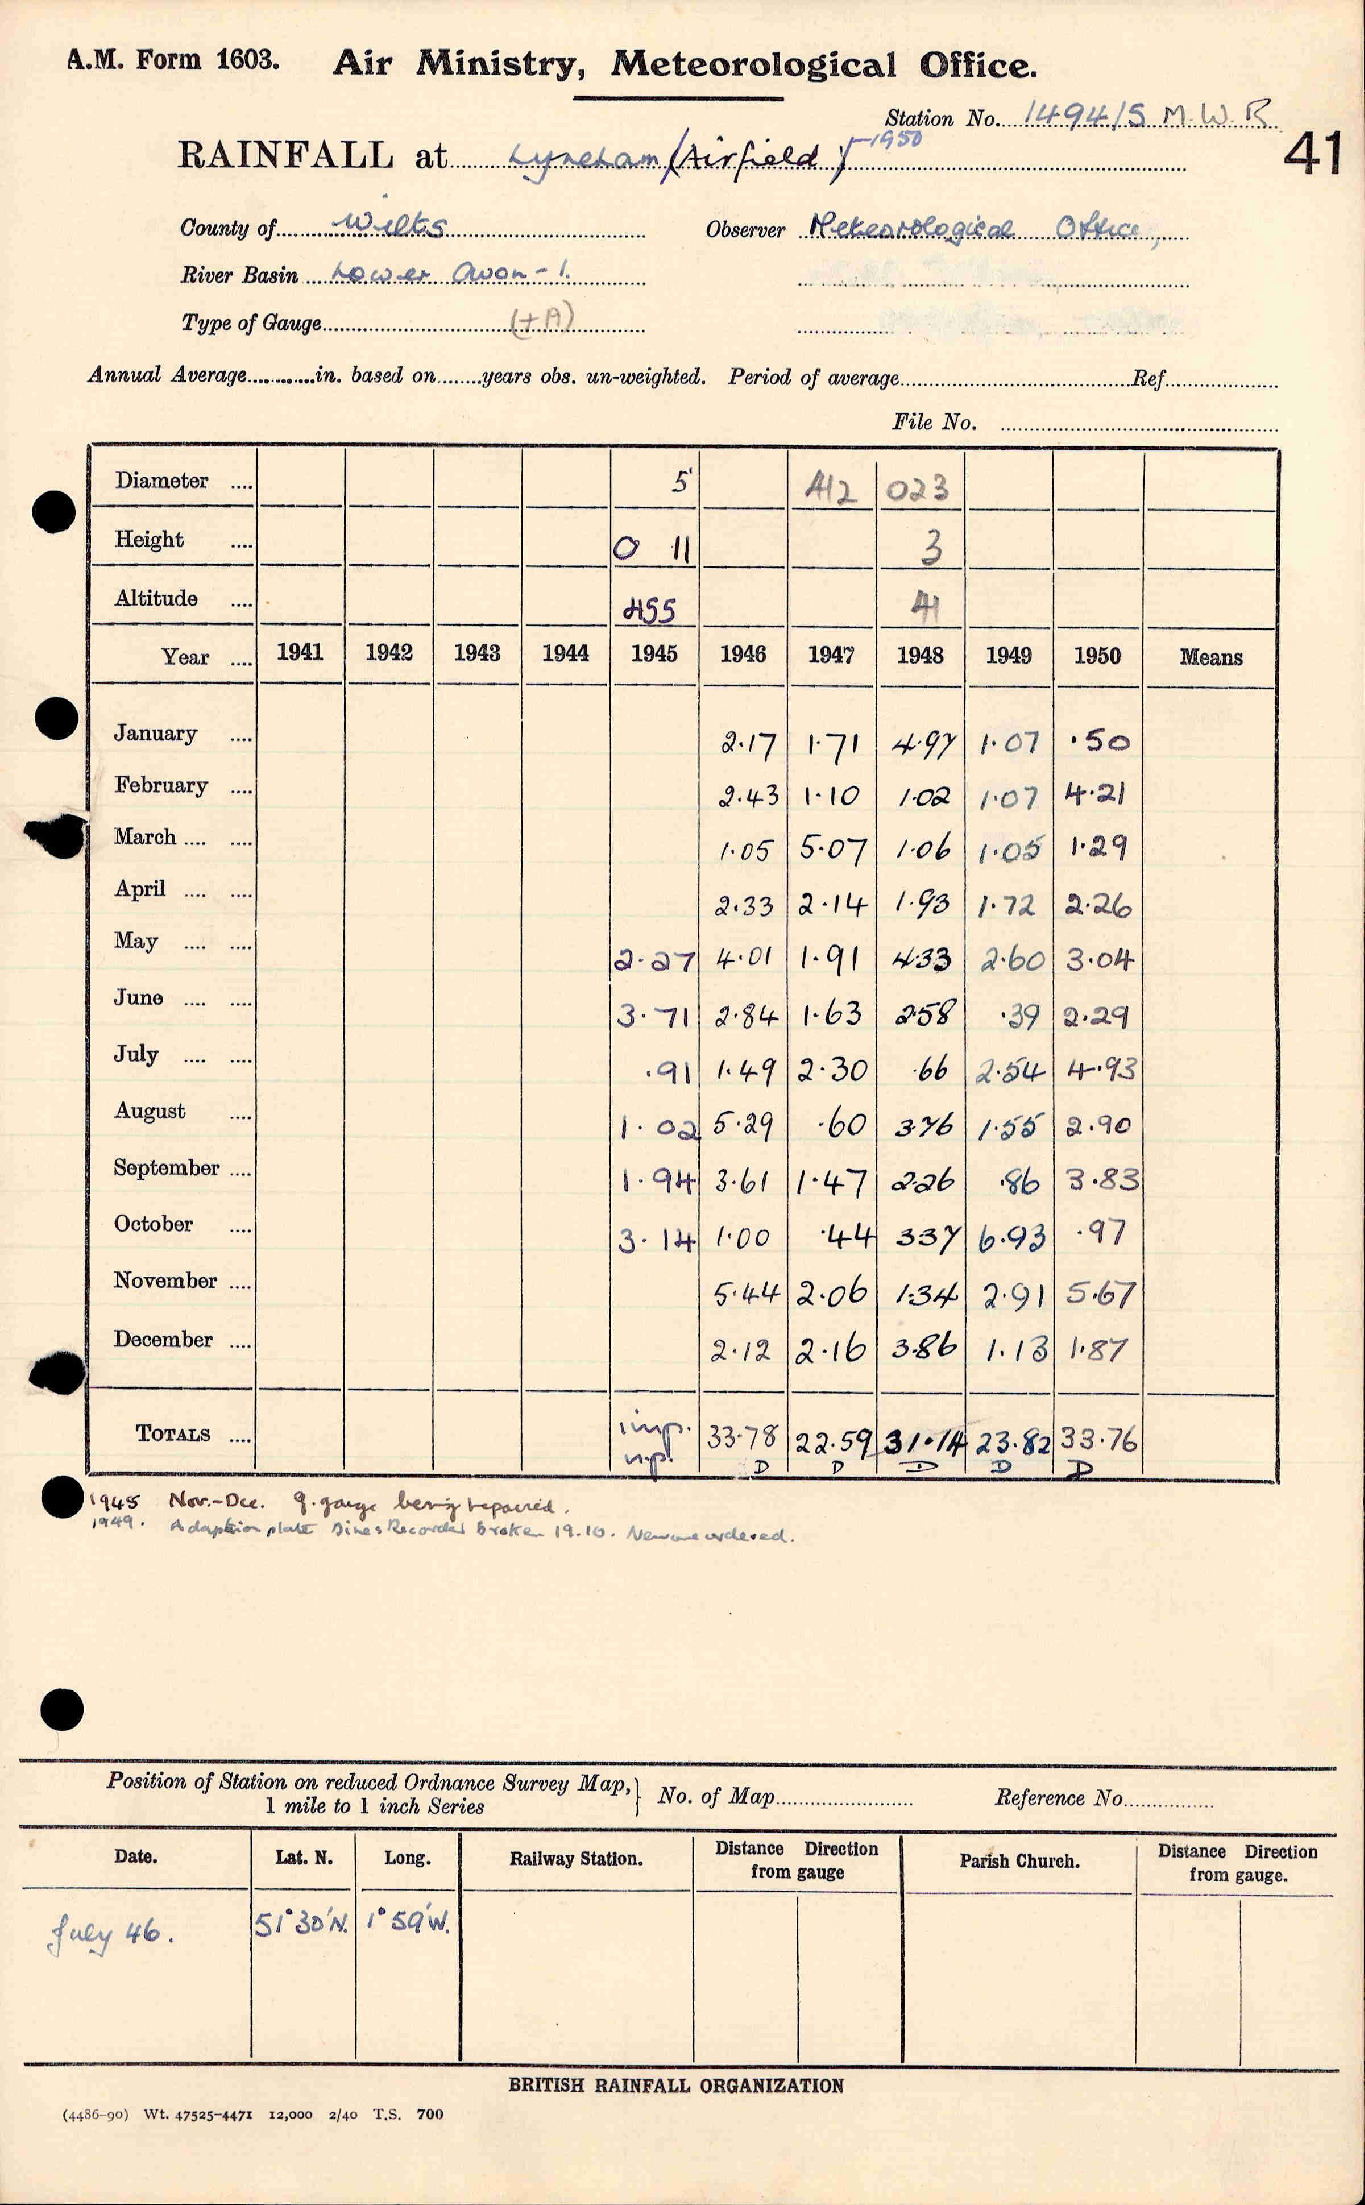 A.M. Form 1603. Air Ministry, Meteorological Office.
Station No. 1494/5 M.W.R
RAINFALL at Lyneham (Airfield) -1950
41
County of Wilts Observer Meteorological Office,
River Basin Lower Avon - 1.
Type of Gauge (+A)
Annual Average............in. based on........years obs. un-weighted. Period of average.......... Ref..........
File No. ..........
Diameter .... 5 A12 023
Height .... 0 11 3
Altitude .... 455 41
Year .... 1941 1942 1943 1944 1945 1946 1947 1948 1949 1950 Means
January .... 2.17 1.71 4.97 1.07 .50
February .... 2.43 1.10 1.02 1.07 4.21
March .... .... 1.05 5.07 1.06 1.05 1.29
April .... .... 2.33 2.14 1.93 1.72 2.26
May .... .... 2.27 4.01 1.91 4.33 2.60 3.04
June .... .... 3.71 2.84 1.63 2.58 .39 2.29
July .... .... .91 1.49 2.30 .66 2.54 4.93
August .... 1.02 5.29 .60 3.76 1.55 2.90
September .... 1.94 3.61 1.47 2.26 .86 3.83
October .... 3.14 1.00 .44 3.37 6.93 .97
November .... 5.44 2.06 1.34 2.91 5.67
December .... 2.12 2.16 3.86 1.13 1.87
TOTALS .... imp. 33.78 22.59 31.14 23.82 33.76
n.p. D D D D D
1945 Nov.-Dec. g. gauge being repaired.
1949. Adaption plate Dines Recorder broken 19.10. New one ordered.
Position of Station on reduced Ordnance Survey Map, No. of Map.......... Reference No..........
1 mile to 1 inch Series
Date. Lat. N. Long. Railway Station. Distance Direction from gauge Parish Church. Distance Direction from gauge.
July 46. 51°30'N. 1°59'W.
BRITISH RAINFALL ORGANIZATION
(4486-90) Wt. 47525-4471 12,000 2/40 T.S. 700